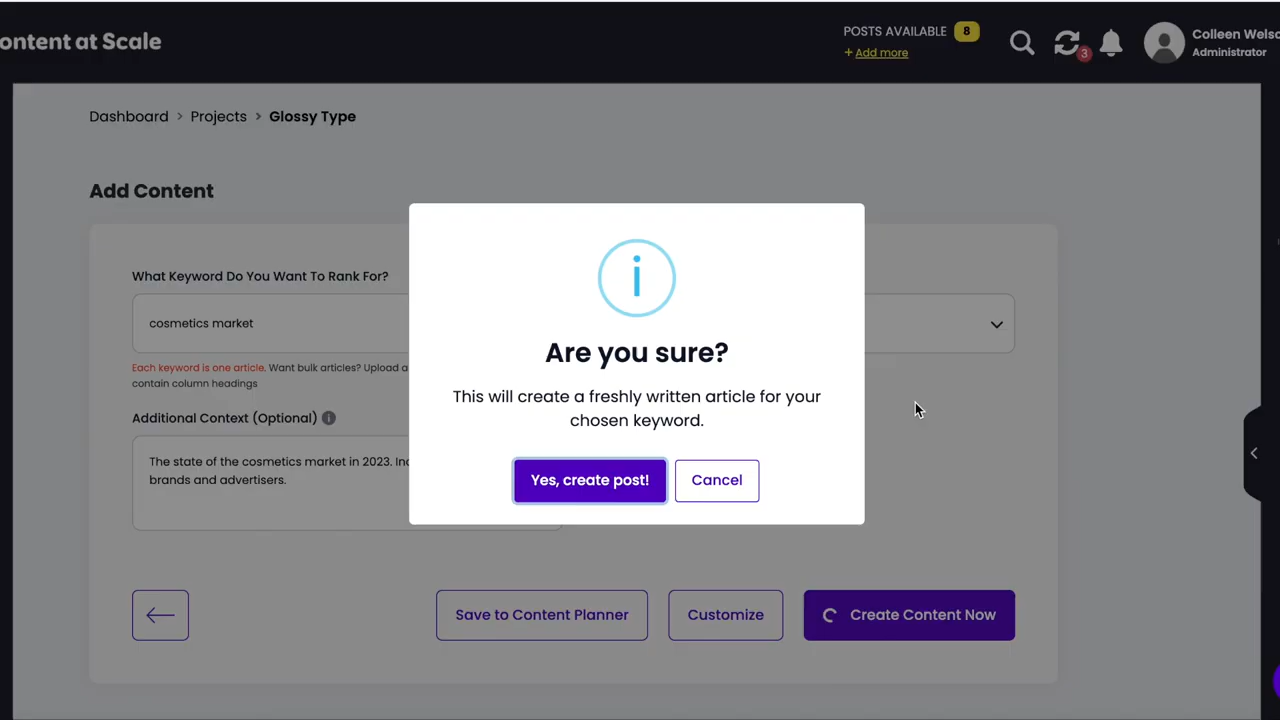 ontent at Scale
POSTS AVAILABLE 8
+ Add more
3
Colleen Wels
Administrator
Dashboard > Projects > Glossy Type
Add Content
What Keyword Do You Want To Rank For?
cosmetics market
Each keyword is one article. Want bulk articles? Upload a
contain column headings
Additional Context (Optional) i
The state of the cosmetics market in 2023. In
brands and advertisers.
i
Are you sure?
This will create a freshly written article for your
chosen keyword.
Yes, create post!
Cancel
Save to Content Planner
Customize
Create Content Now